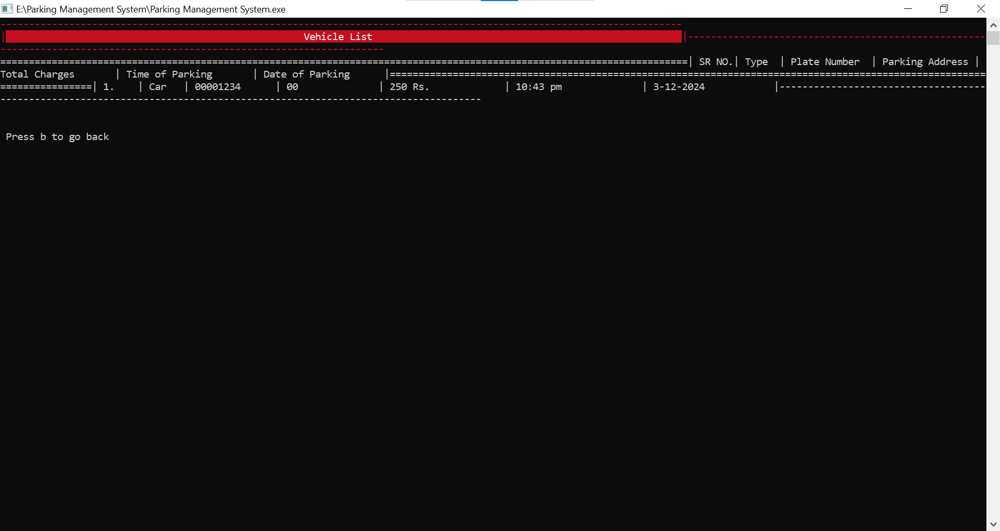 E:\Parking Management System\Parking Management System.exe
-----------------------------------------------------------------------------------------------------------------------
| Vehicle List |----------------------------------------------------
-------------------------------------------------------------------
========================================================================================================================| SR NO.| Type  | Plate Number  | Parking Address |
Total Charges       | Time of Parking       | Date of Parking      |========================================================================================================
================| 1.    | Car   | 00001234      | 00              | 250 Rs.             | 10:43 pm              | 3-12-2024            |------------------------------------
------------------------------------------------------------------------------------
Press b to go back